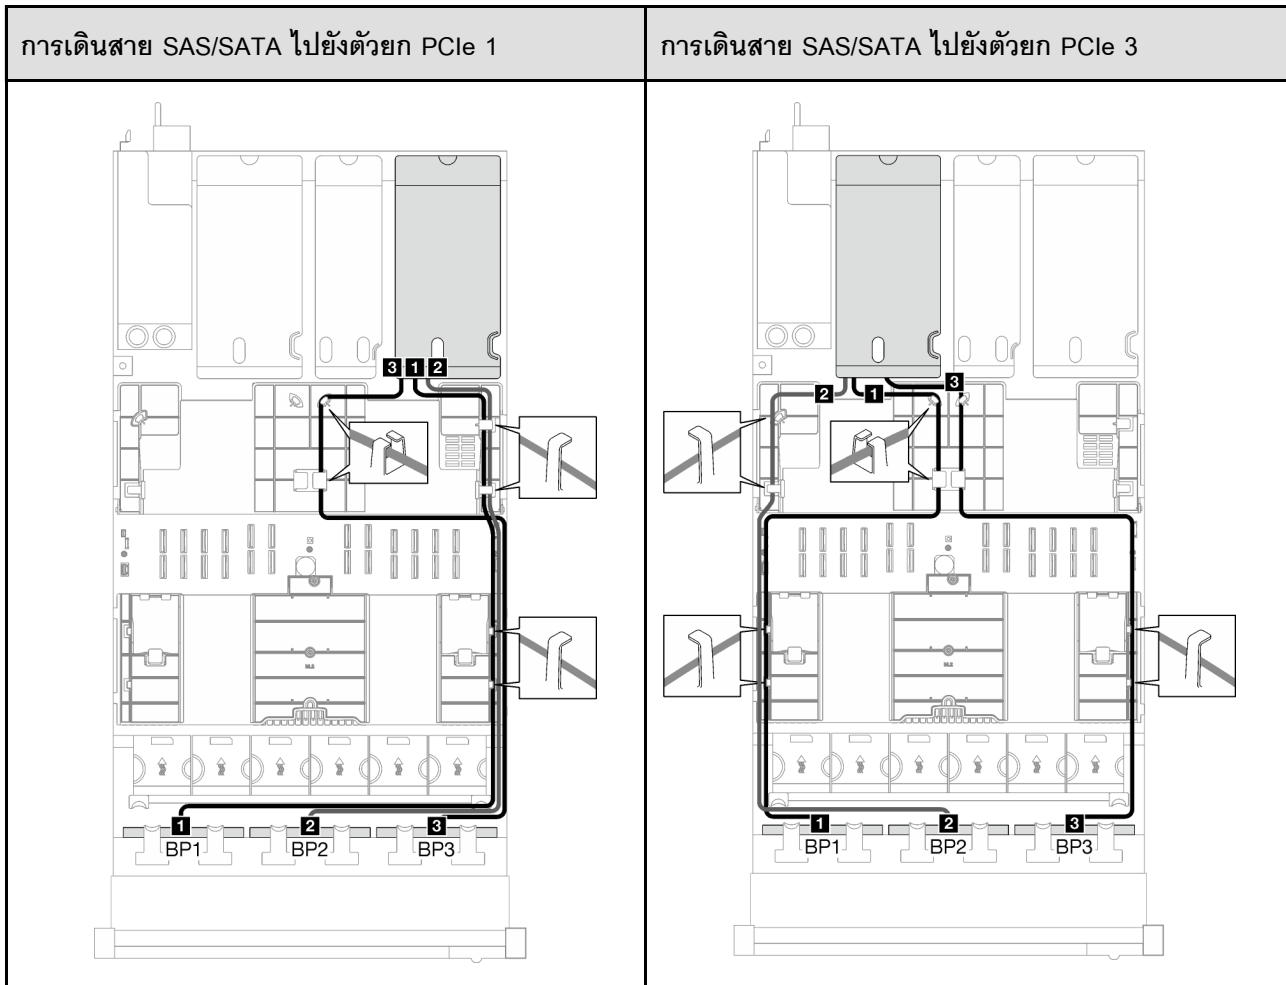 การเดินสาย SAS/SATA ไปยังตัวยก PCIe 1
การเดินสาย SAS/SATA ไปยังตัวยก PCIe 3
3 1 2
1 2 3
BP1 BP2 BP3
2 1 3
1 2 3
BP1 BP2 BP3